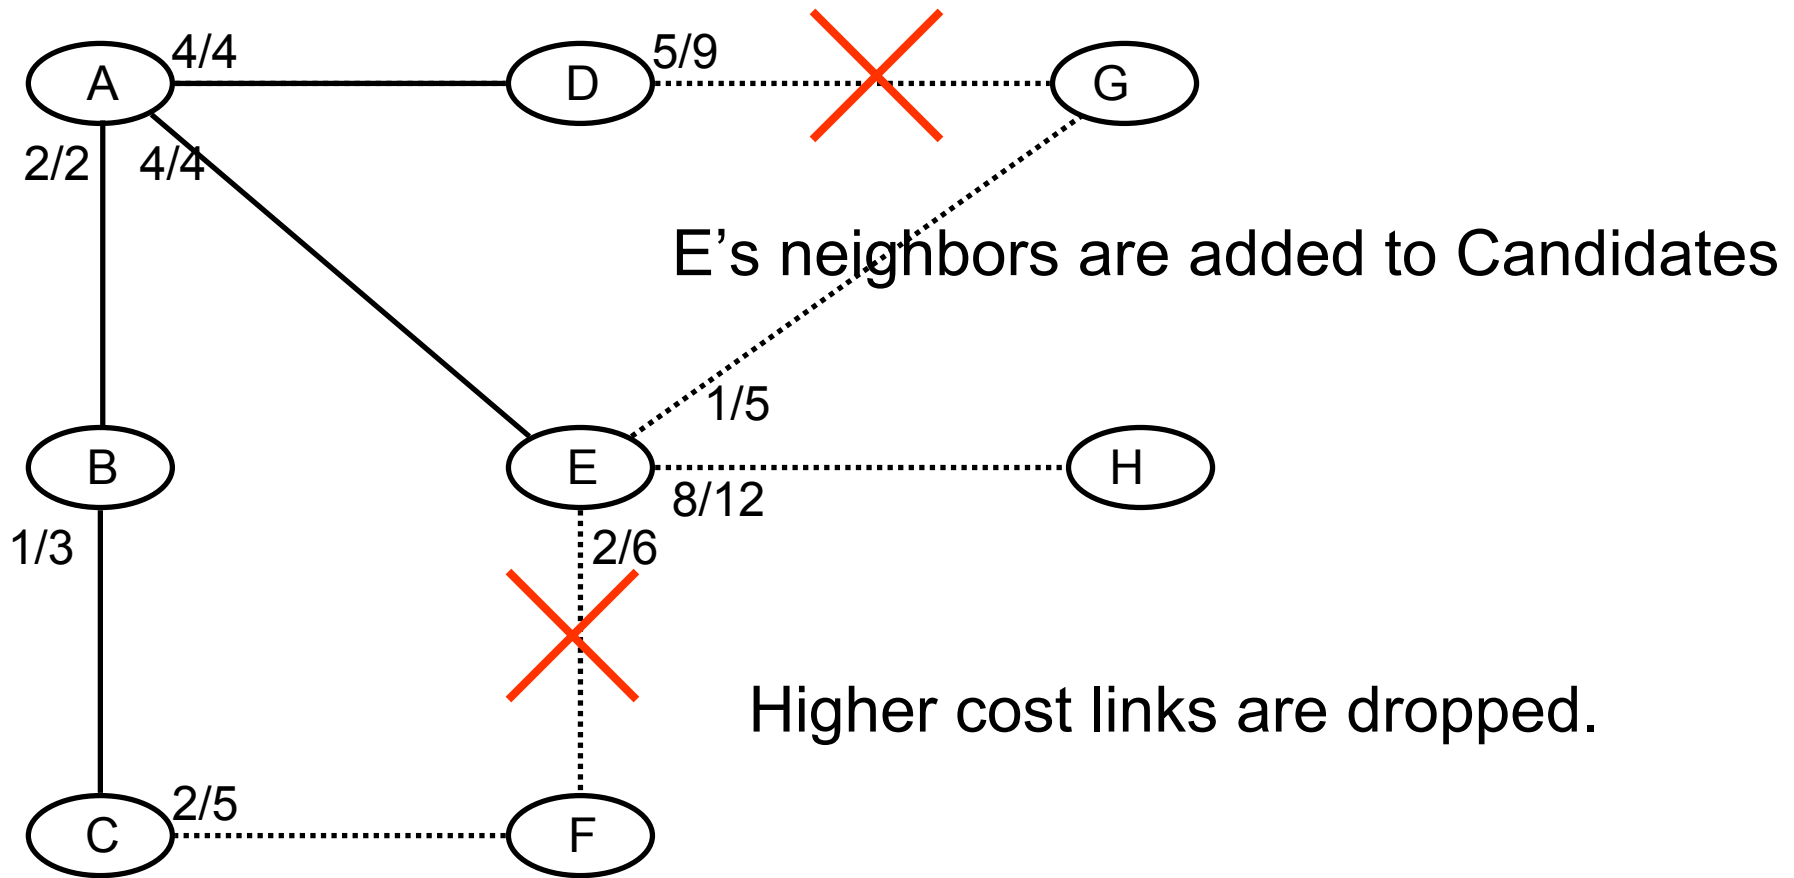 4/4
5/9
A
D
G
2/2
4/4
E’s neighbors are added to Candidates
1/5
B
E
H
8/12
1/3
2/6
Higher cost links are dropped.
2/5
C
F